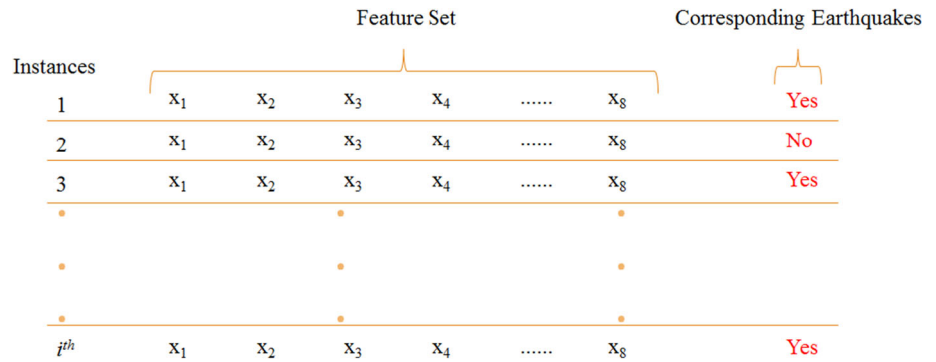 Feature Set Corresponding Earthquakes
Instances
1 x₁ x₂ x₃ x₄ ...... x₈ Yes
2 x₁ x₂ x₃ x₄ ...... x₈ No
3 x₁ x₂ x₃ x₄ ...... x₈ Yes
iᵗʰ x₁ x₂ x₃ x₄ ...... x₈ Yes